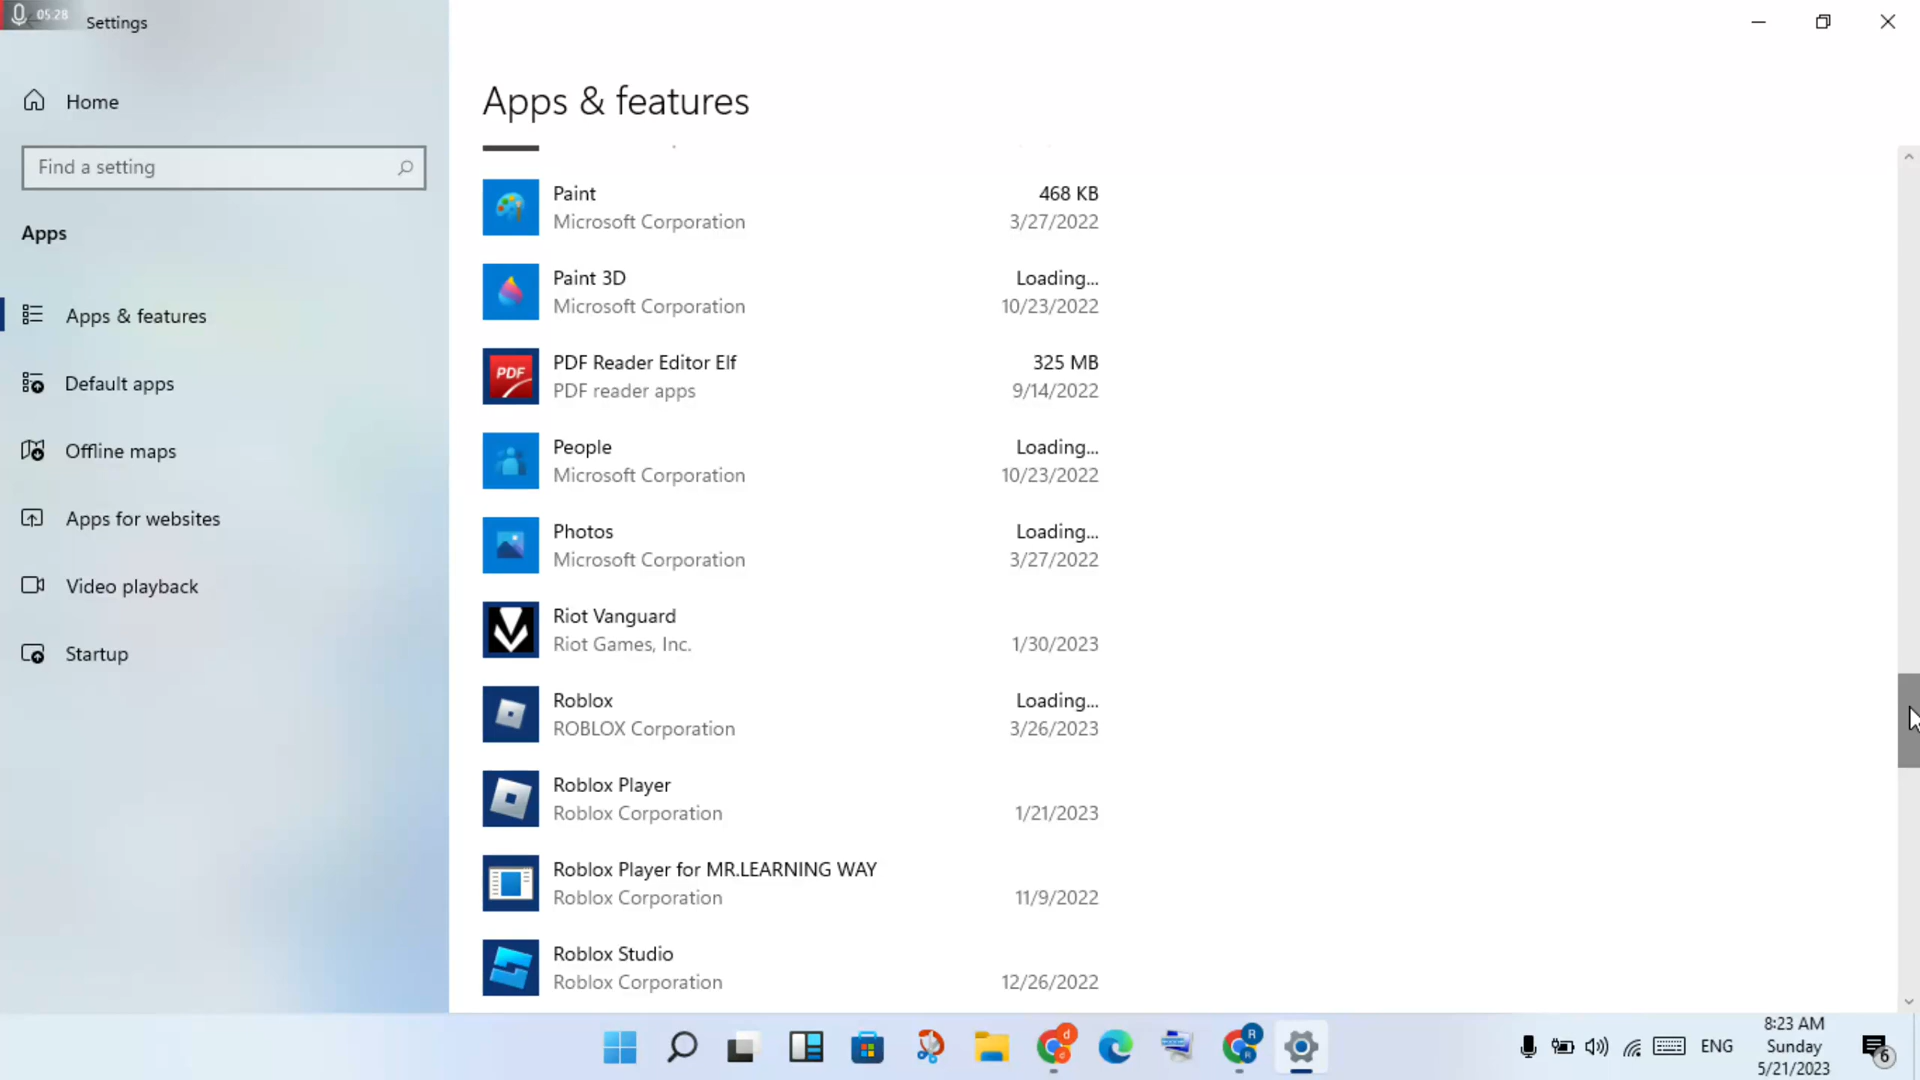 05:28
Settings
Home
Find a setting
Apps
Apps & features
Default apps
Offline maps
Apps for websites
Video playback
Startup
Apps & features
Paint 468 KB
Microsoft Corporation 3/27/2022
Paint 3D Loading...
Microsoft Corporation 10/23/2022
PDF PDF Reader Editor Elf 325 MB
PDF reader apps 9/14/2022
People Loading...
Microsoft Corporation 10/23/2022
Photos Loading...
Microsoft Corporation 3/27/2022
Riot Vanguard
Riot Games, Inc. 1/30/2023
Roblox Loading...
ROBLOX Corporation 3/26/2023
Roblox Player
Roblox Corporation 1/21/2023
Roblox Player for MR.LEARNING WAY
Roblox Corporation 11/9/2022
Roblox Studio
Roblox Corporation 12/26/2022
d
R
R
ENG
8:23 AM
Sunday
5/21/2023
6